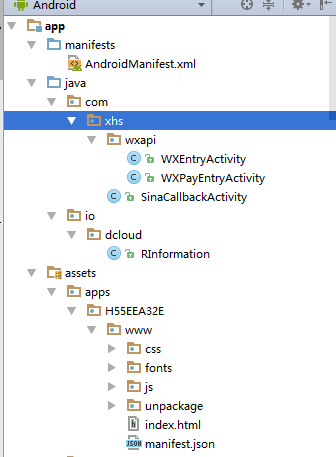 Android
app
manifests
AndroidManifest.xml
java
com
xhs
wxapi
WXEntryActivity
WXPayEntryActivity
SinaCallbackActivity
io
dcloud
RInformation
assets
apps
H55EEA32E
www
css
fonts
js
unpackage
index.html
manifest.json